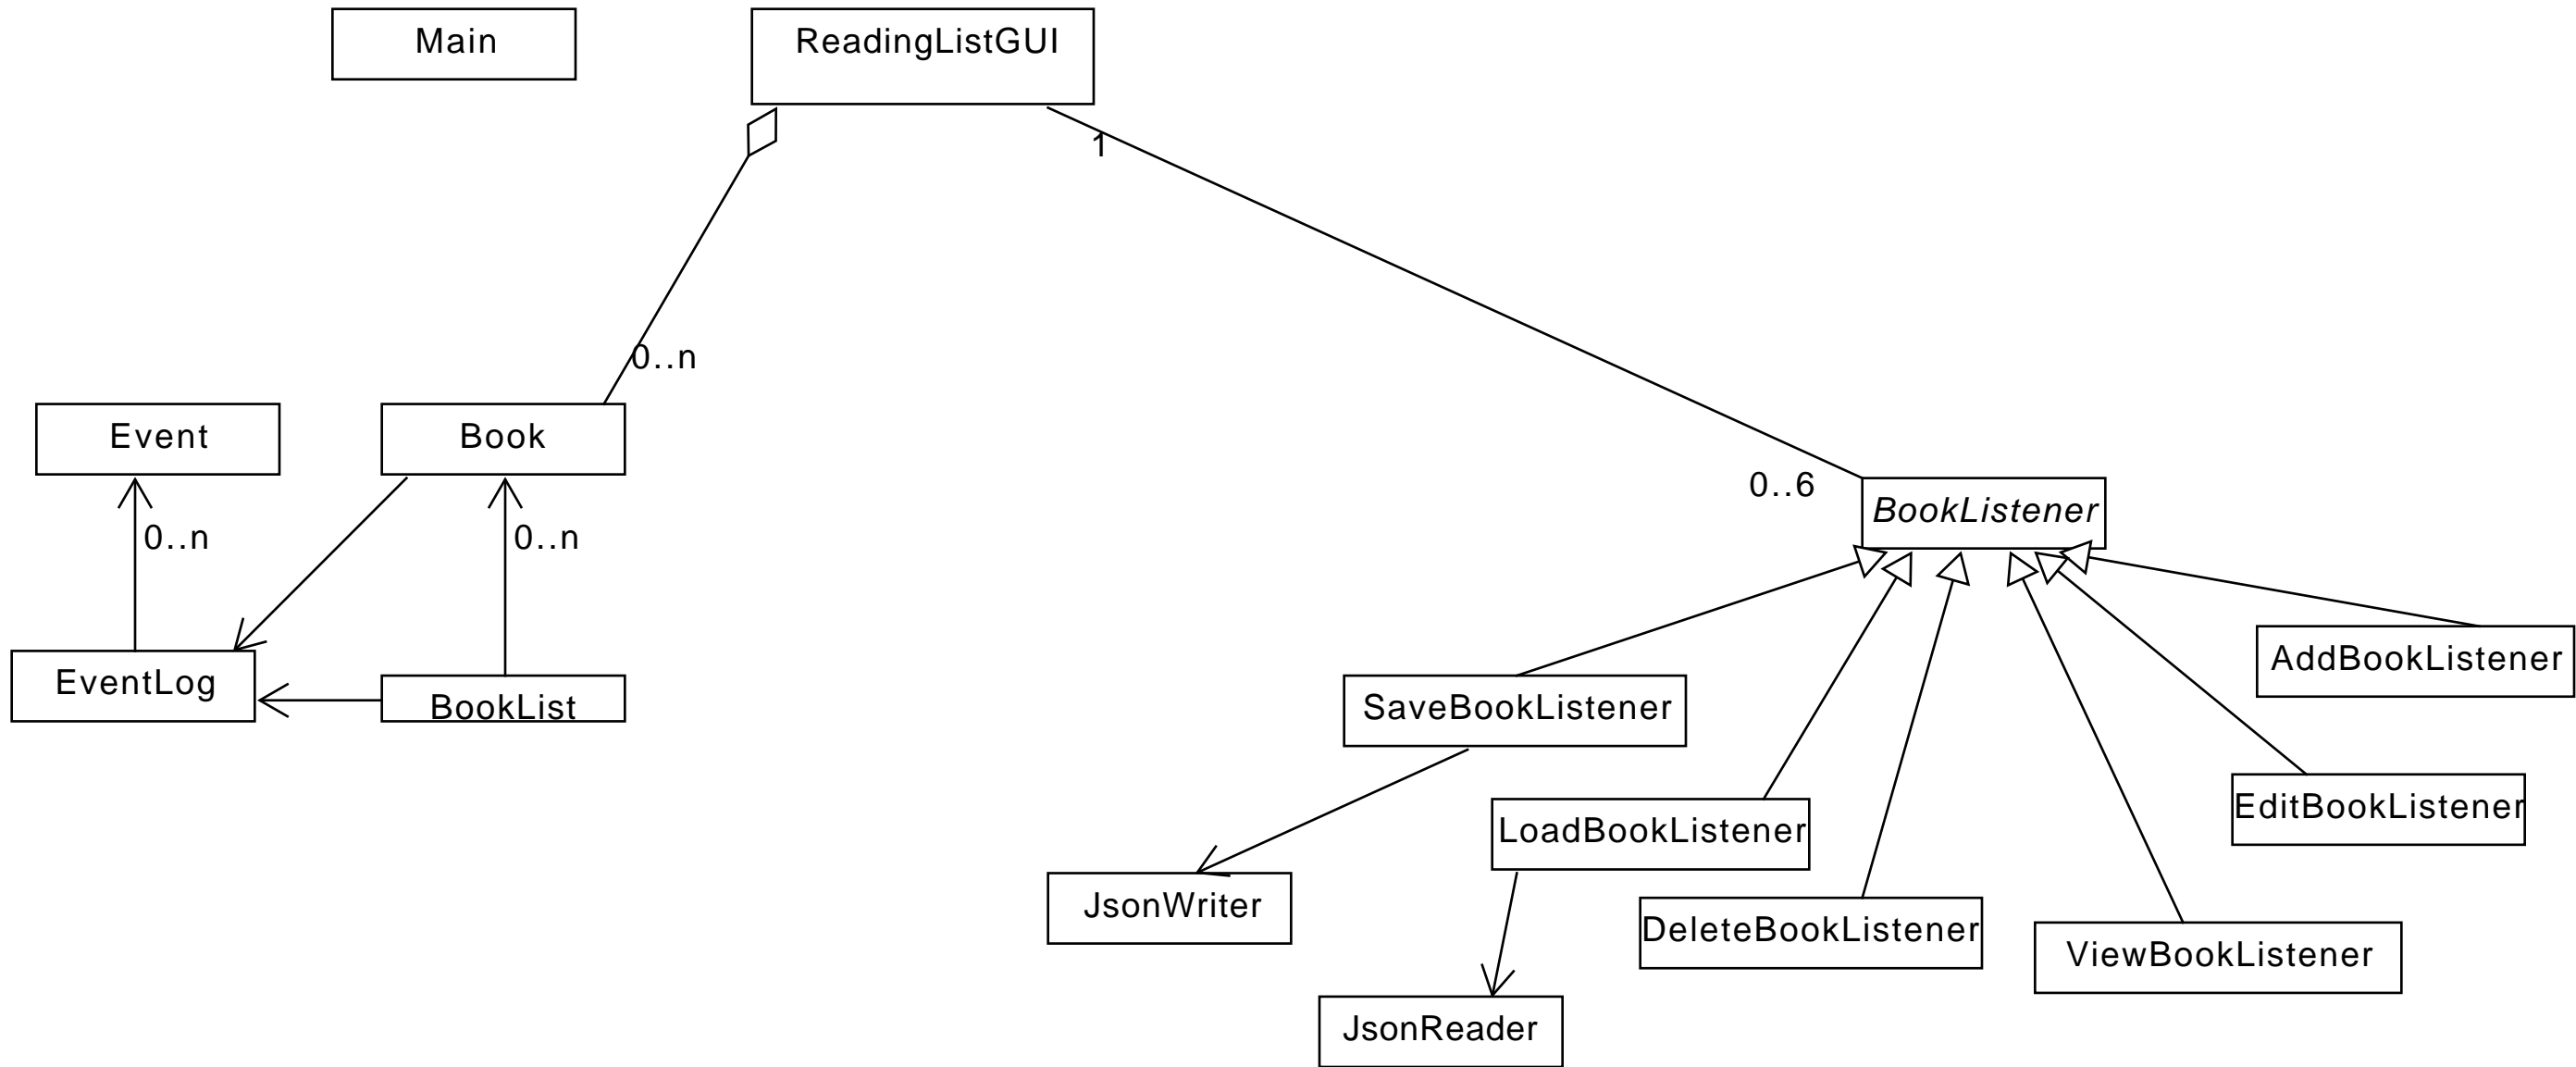 Main
ReadingListGUI
1
0..n
Event
Book
0..6
BookListener
0..n
0..n
EventLog
BookList
SaveBookListener
AddBookListener
LoadBookListener
EditBookListener
JsonWriter
DeleteBookListener
ViewBookListener
JsonReader